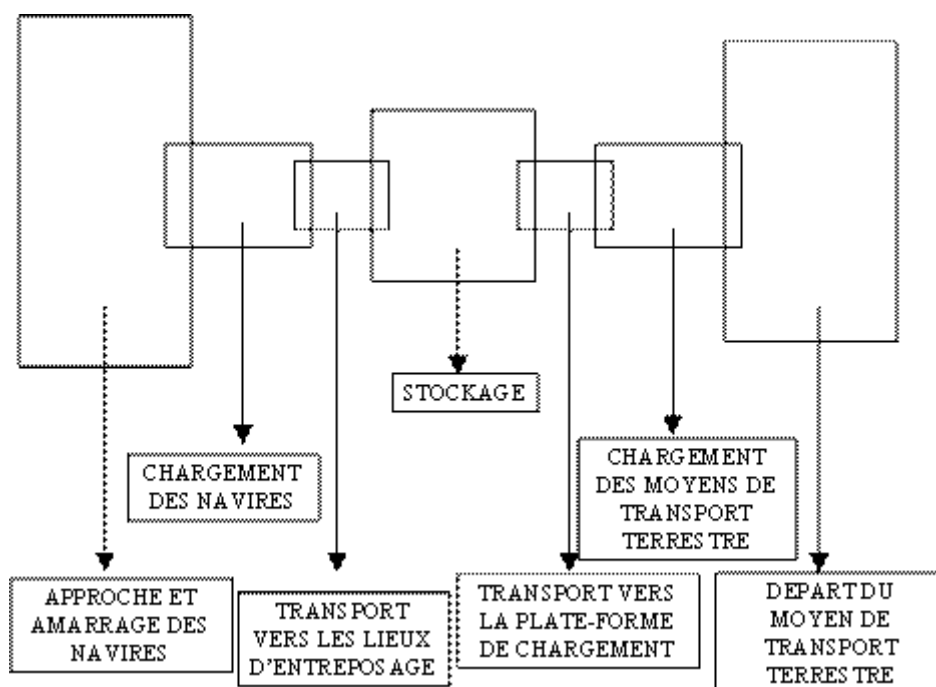 STOCKAGE
CHARGEMENT
DES NAVIRES
CHARGEMENT
DES MOYENS DE
TRANSPORT
TERRESTRE
APPROCHE ET
AMARRAGE DES
NAVIRES
TRANSPORT
VERS LES LIEUX
D'ENTREPOSAGE
TRANSPORT VERS
LA PLATE-FORME
DE CHARGEMENT
DEPART DU
MOYEN DE
TRANSPORT
TERRESTRE